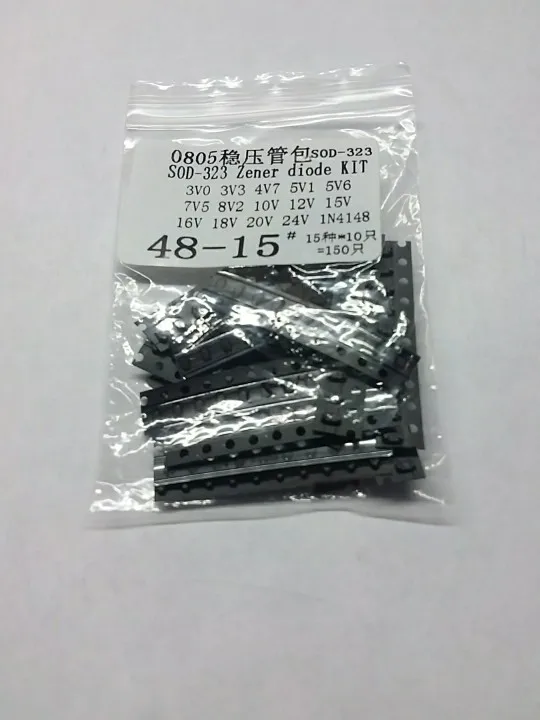 0805稳压管包SOD-323
SOD-323 Zener diode KIT
3V0 3V3 4V7 5V1 5V6
7V5 8V2 10V 12V 15V
16V 18V 20V 24V 1N4148
48-15# 15种*10只
=150只